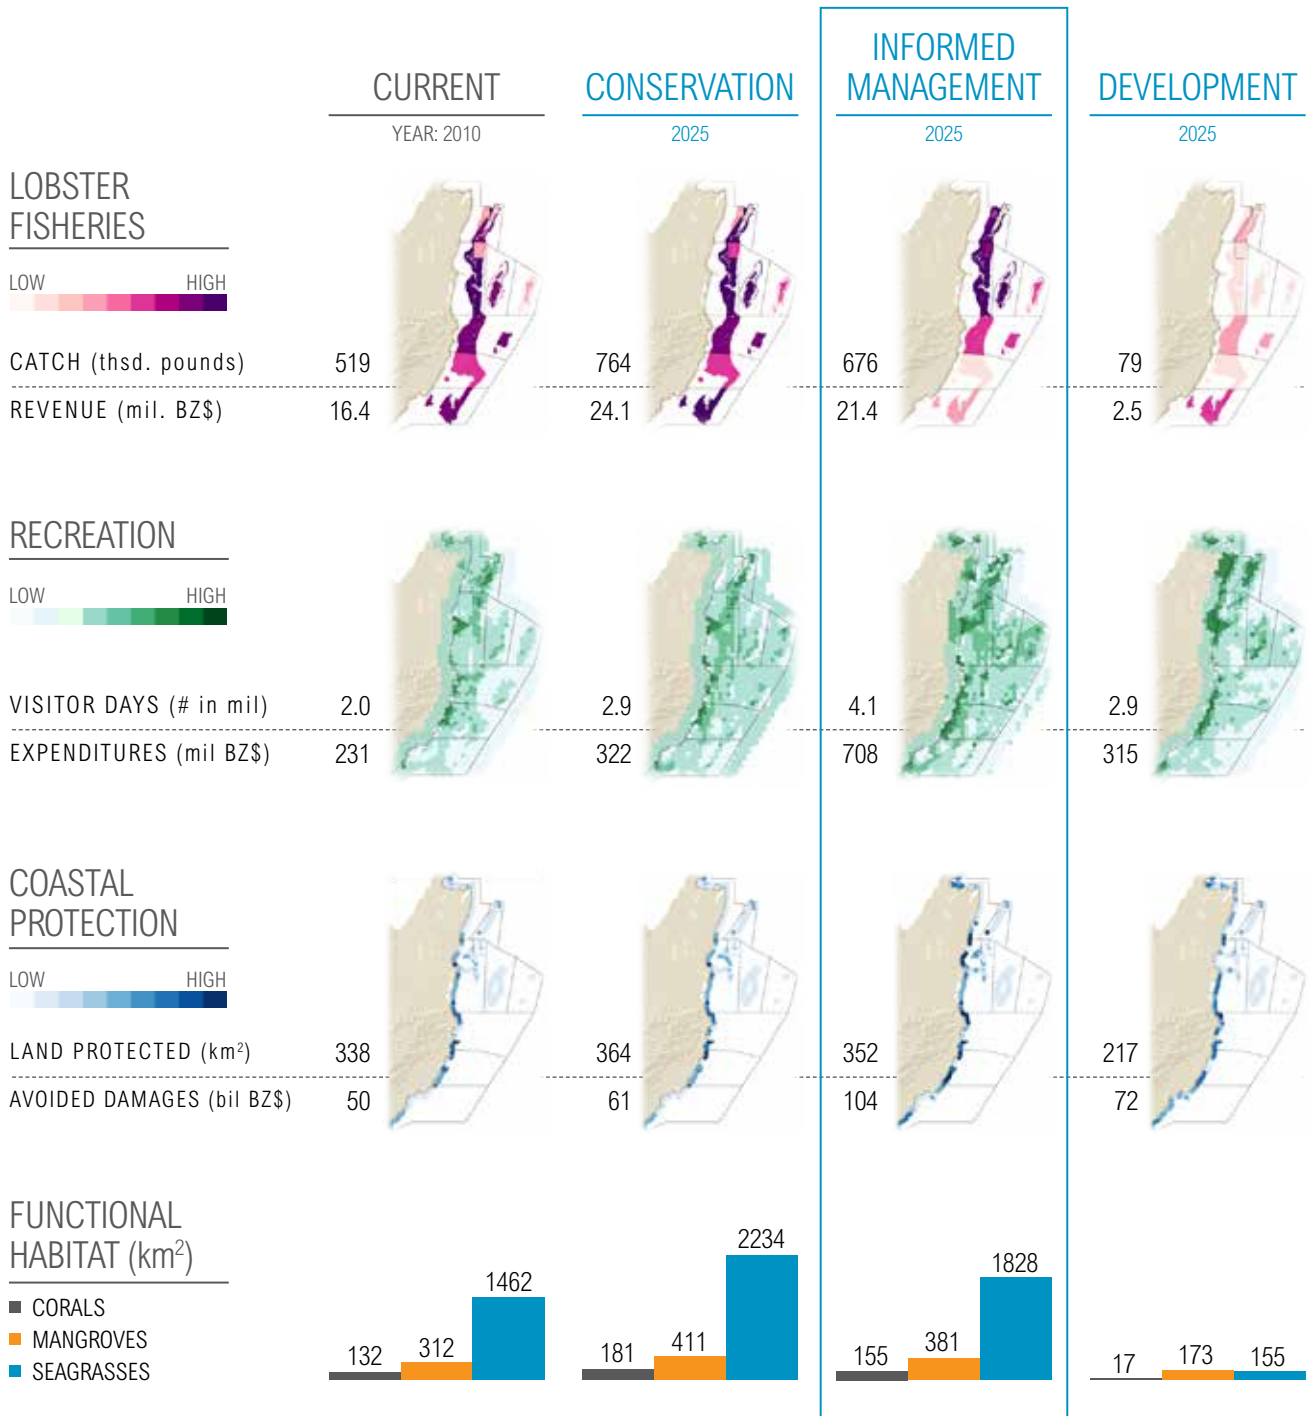 CURRENT
YEAR: 2010
CONSERVATION
2025
INFORMED
MANAGEMENT
2025
DEVELOPMENT
2025
LOBSTER
FISHERIES
LOW HIGH
CATCH (thsd. pounds) 519 764 676 79
REVENUE (mil. BZ$) 16.4 24.1 21.4 2.5
RECREATION
LOW HIGH
VISITOR DAYS (# in mil) 2.0 2.9 4.1 2.9
EXPENDITURES (mil BZ$) 231 322 708 315
COASTAL
PROTECTION
LOW HIGH
LAND PROTECTED (km²) 338 364 352 217
AVOIDED DAMAGES (bil BZ$) 50 61 104 72
FUNCTIONAL
HABITAT (km²)
CORALS
MANGROVES
SEAGRASSES
132 312 1462
181 411 2234
155 381 1828
17 173 155